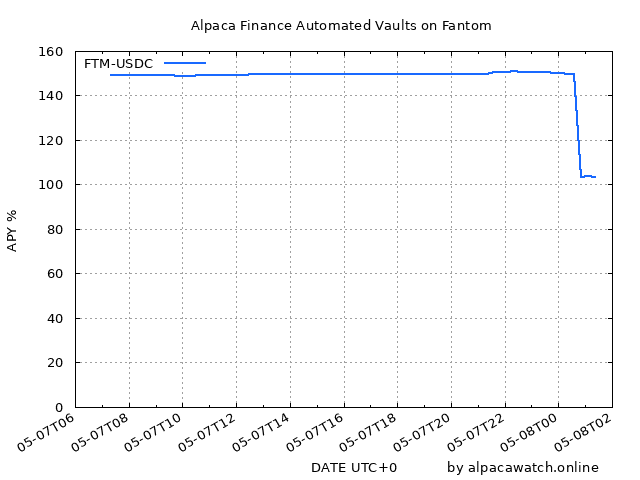 Alpaca Finance Automated Vaults on Fantom
FTM-USDC
160
140
120
100
80
60
40
20
0
APY %
05-07T06
05-07T08
05-07T10
05-07T12
05-07T14
05-07T16
05-07T18
05-07T20
05-07T22
05-08T00
05-08T02
DATE UTC+0
by alpacawatch.online